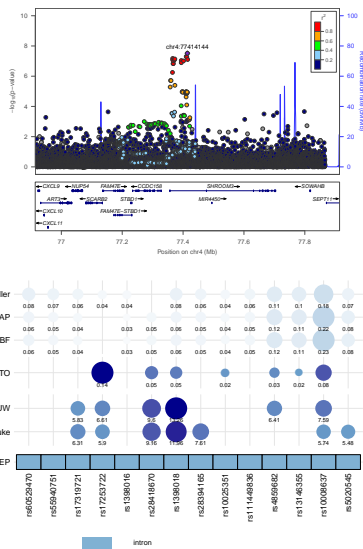 chr4:77414144
r²
0.8
0.6
0.4
0.2
10
8
6
4
2
0
100
80
60
40
20
0
−log10(p−value)
CXCL9
NUP54
FAM47E
CCDC158
SHROOM3
SOWAHB
ART3
SCARB2
STBD1
MIR4450
SEPT11
CXCL10
FAM47E−STBD1
CXCL11
77
77.2
77.4
77.6
77.8
Position on chr4 (Mb)
0.08 0.07 0.06 0.04 0.04 0.08 0.06 0.04 0.06 0.11 0.1 0.18 0.07
AP
0.06 0.05 0.04 0.03 0.05 0.06 0.05 0.04 0.05 0.12 0.11 0.22 0.08
BF
0.06 0.05 0.04 0.03 0.05 0.06 0.05 0.04 0.05 0.12 0.11 0.23 0.08
TO
0.14 0.05 0.05 0.02 0.03 0.02 0.08
5.83 6.61 9.6 6.41 7.59
uke
6.31 5.9 9.16 11.96 7.61 5.74 5.48
EP
rs60529470
rs55940751
rs17319721
rs17253722
rs1398016
rs28418670
rs1398018
rs28394165
rs10025351
rs111449836
rs4859682
rs13146355
rs10008637
rs5020545
intron